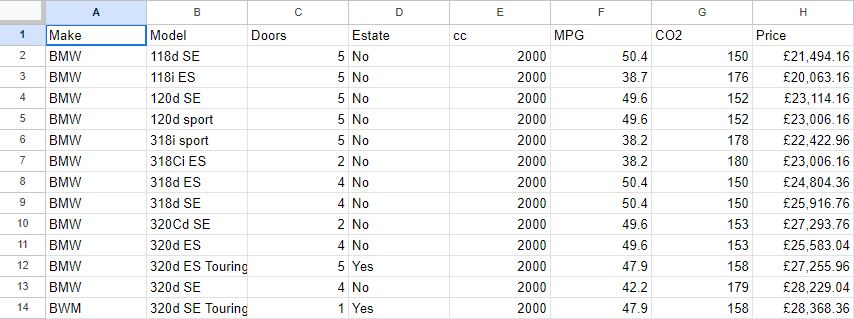 A B C D E F G H
1 Make Model Doors Estate cc MPG CO2 Price
2 BMW 118d SE 5 No 2000 50.4 150 £21,494.16
3 BMW 118i ES 5 No 2000 38.7 176 £20,063.16
4 BMW 120d SE 5 No 2000 49.6 152 £23,114.16
5 BMW 120d sport 5 No 2000 49.6 152 £23,006.16
6 BMW 318i sport 5 No 2000 38.2 178 £22,422.96
7 BMW 318Ci ES 2 No 2000 38.2 180 £23,006.16
8 BMW 318d ES 4 No 2000 50.4 150 £24,804.36
9 BMW 318d SE 4 No 2000 50.4 150 £25,916.76
10 BMW 320Cd SE 2 No 2000 49.6 153 £27,293.76
11 BMW 320d ES 4 No 2000 49.6 153 £25,583.04
12 BMW 320d ES Touring 5 Yes 2000 47.9 158 £27,255.96
13 BMW 320d SE 4 No 2000 42.2 179 £28,229.04
14 BWM 320d SE Touring 1 Yes 2000 47.9 158 £28,368.36